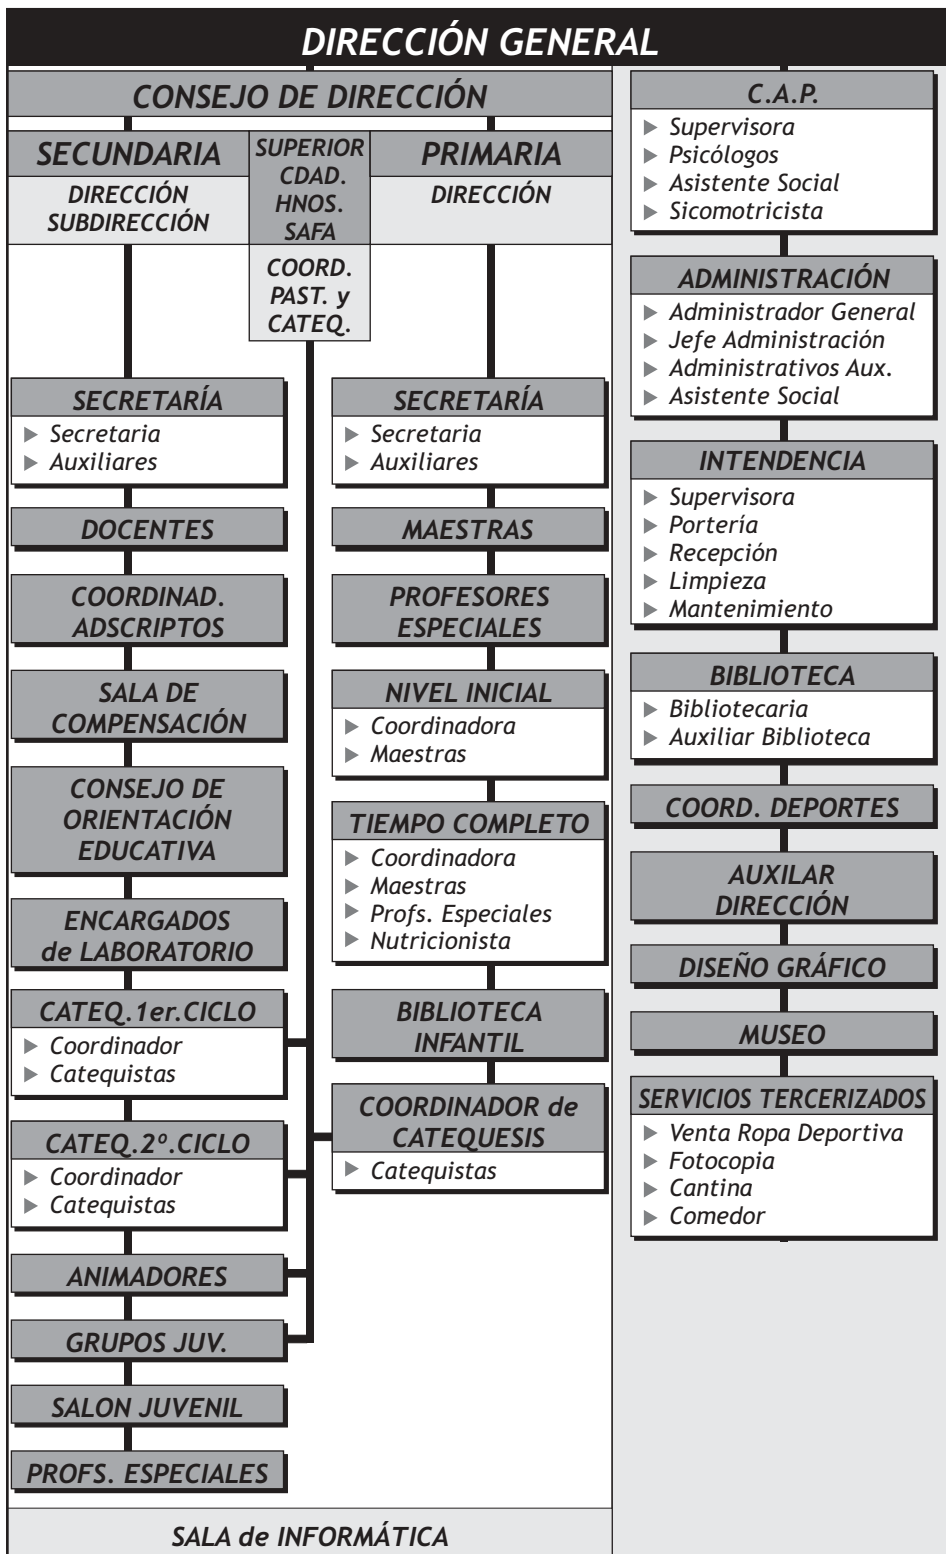 DIRECCIÓN GENERAL
CONSEJO DE DIRECCIÓN
SECUNDARIA
DIRECCIÓN
SUBDIRECCIÓN
SUPERIOR
CDAD.
HNOS.
SAFA
COORD.
PAST. y
CATEQ.
PRIMARIA
DIRECCIÓN
SECRETARÍA
Secretaria
Auxiliares
DOCENTES
COORDINAD.
ADSCRIPTOS
SALA DE
COMPENSACIÓN
CONSEJO DE
ORIENTACIÓN
EDUCATIVA
ENCARGADOS
de LABORATORIO
CATEQ.1er.CICLO
Coordinador
Catequistas
CATEQ.2º.CICLO
Coordinador
Catequistas
ANIMADORES
GRUPOS JUV.
SALON JUVENIL
PROFS. ESPECIALES
SECRETARÍA
Secretaria
Auxiliares
MAESTRAS
PROFESORES
ESPECIALES
NIVEL INICIAL
Coordinadora
Maestras
TIEMPO COMPLETO
Coordinadora
Maestras
Profs. Especiales
Nutricionista
BIBLIOTECA
INFANTIL
COORDINADOR de
CATEQUESIS
Catequistas
SALA de INFORMÁTICA
C.A.P.
Supervisora
Psicólogos
Asistente Social
Sicomotricista
ADMINISTRACIÓN
Administrador General
Jefe Administración
Administrativos Aux.
Asistente Social
INTENDENCIA
Supervisora
Portería
Recepción
Limpieza
Mantenimiento
BIBLIOTECA
Bibliotecaria
Auxiliar Biblioteca
COORD. DEPORTES
AUXILAR
DIRECCIÓN
DISEÑO GRÁFICO
MUSEO
SERVICIOS TERCERIZADOS
Venta Ropa Deportiva
Fotocopia
Cantina
Comedor